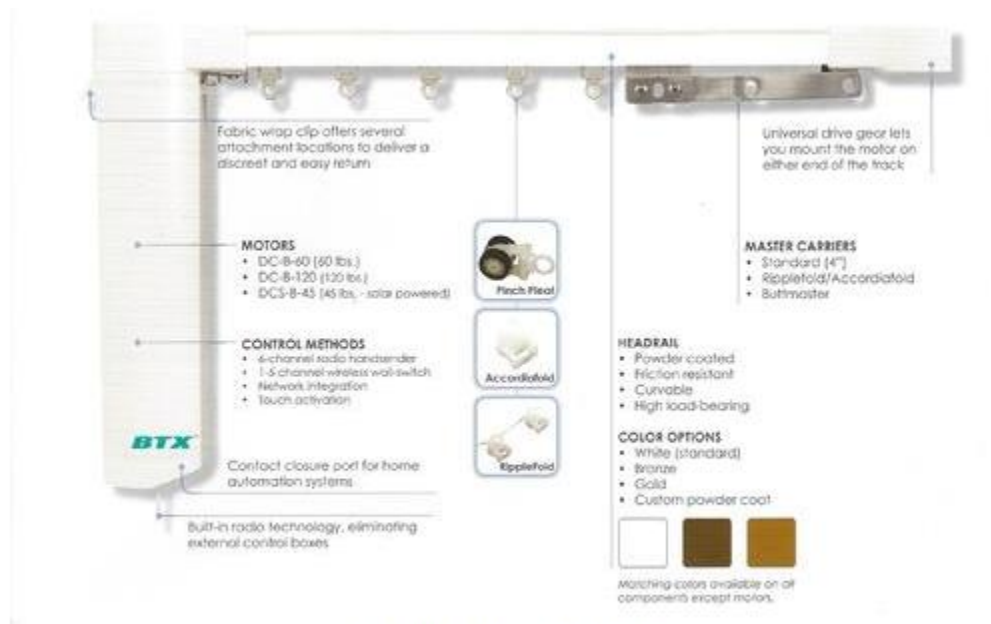 Fabric wrap clip offers several
attachment locations to deliver a
discreet and easy return
Universal drive gear lets
you mount the motor on
either end of the track
MOTORS
• DC-B-60 (60 lbs.)
• DC-B-120 (120 lbs.)
• DCS-B-45 (45 lbs. - solar powered)
CONTROL METHODS
• 6-channel radio handsender
• 1-5 channel wireless wall-switch
• Network integration
• Touch activation
Pinch Pleat
Accordiafold
RippleFold
MASTER CARRIERS
• Standard (4")
• Ripplefold/Accordiafold
• Buttmaster
HEADRAIL
• Powder coated
• Friction resistant
• Curvable
• High load-bearing
COLOR OPTIONS
• White (standard)
• Bronze
• Gold
• Custom powder coat
Matching colors available on all
components except motors.
BTX
Contact closure port for home
automation systems
Built-in radio technology, eliminating
external control boxes